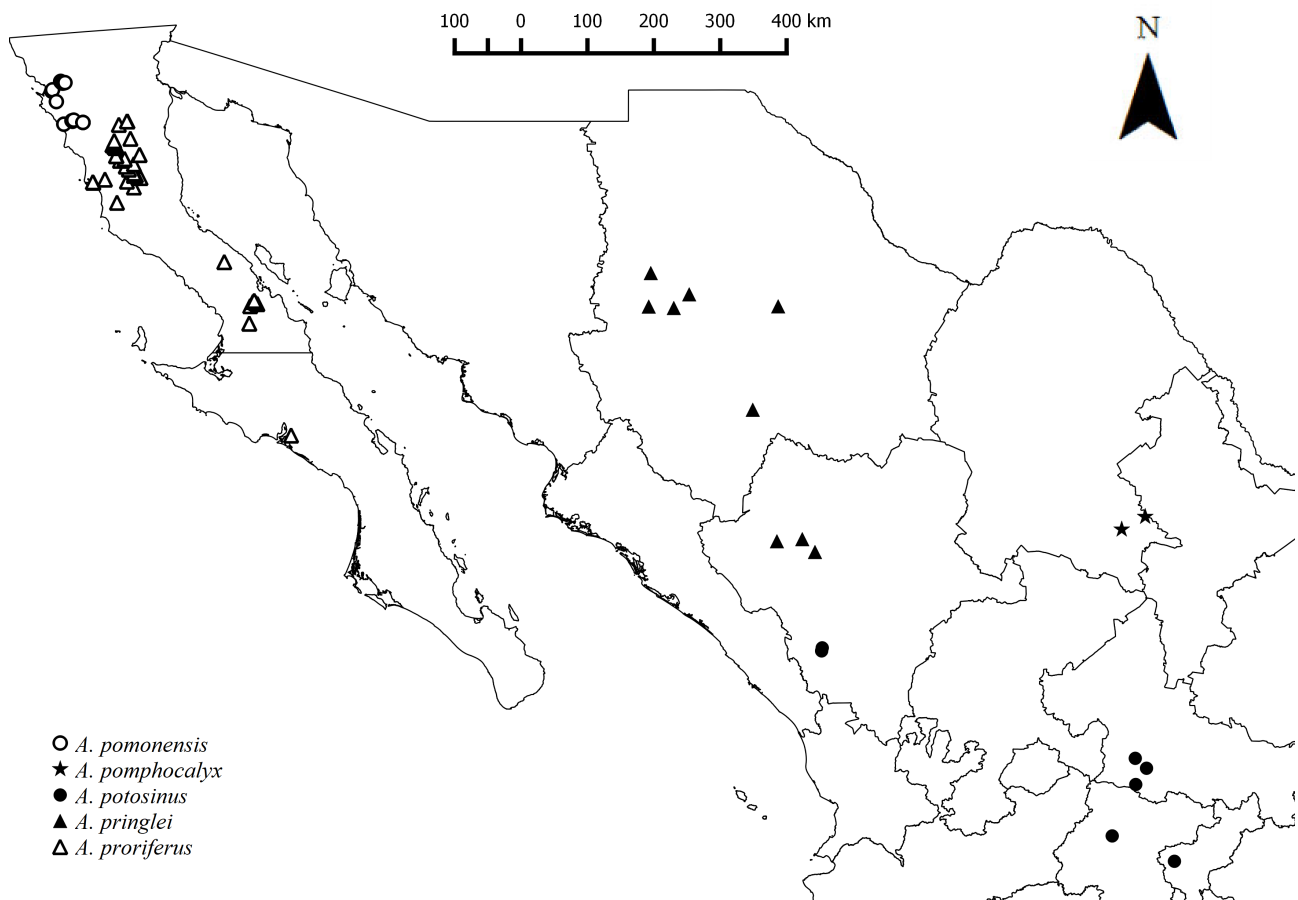 100 0 100 200 300 400 km
N
A. pomonensis
A. pomphocalyx
A. potosinus
A. pringlei
A. proriferus